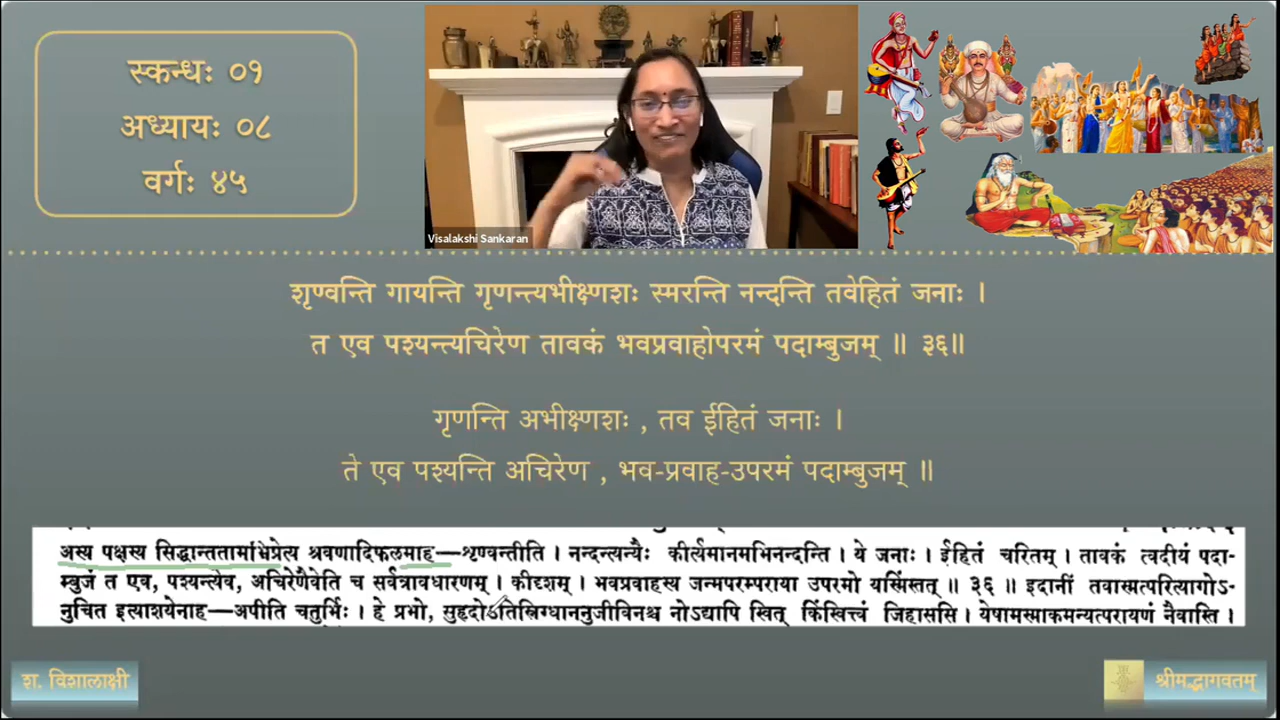 स्कन्धः ०१
अध्यायः ०८
वर्गः ४५
Visalakshi Sankaran
शृण्वन्ति गायन्ति गृणन्त्यभीक्ष्णशः स्मरन्ति नन्दन्ति तवेहितं जनाः ।
त एव पश्यन्त्यचिरेण तावकं भवप्रवाहोपरमं पदाम्बुजम् ॥ ३६॥
गृणन्ति अभीक्ष्णशः , तव ईहितं जनाः ।
ते एव पश्यन्ति अचिरेण , भव-प्रवाह-उपरमं पदाम्बुजम् ॥
अस्य पक्षस्य सिद्धान्ततामभिप्रेत्य श्रवणादिफलमाह—शृण्वन्तीति । नन्दन्त्यन्यैः कीर्त्यमानमभिनन्दन्ति । ये जनाः । ईहितं चरितम् । तावकं त्वदीयं पदा-
म्बुजं त एव, पश्यन्त्येव, अचिरेणैवेति च सर्वत्रावधारणम् । कीदृशम् । भवप्रवाहस्य जन्मपरम्पराया उपरमो यस्मिंस्तत् ॥ ३६ ॥ इदानीं तवास्मत्परित्यागोऽ-
नुचित इत्याशयेनाह—अपीति चतुर्भिः । हे प्रभो, सुहृदोऽतिस्निग्धाननुजीविनश्च नोऽद्यापि स्वित् किंस्वित्त्वं जिहाससि । येषामस्माकमन्यत्परायणं नैवास्ति ।
श. विशालाक्षी
श्रीमद्भागवतम्